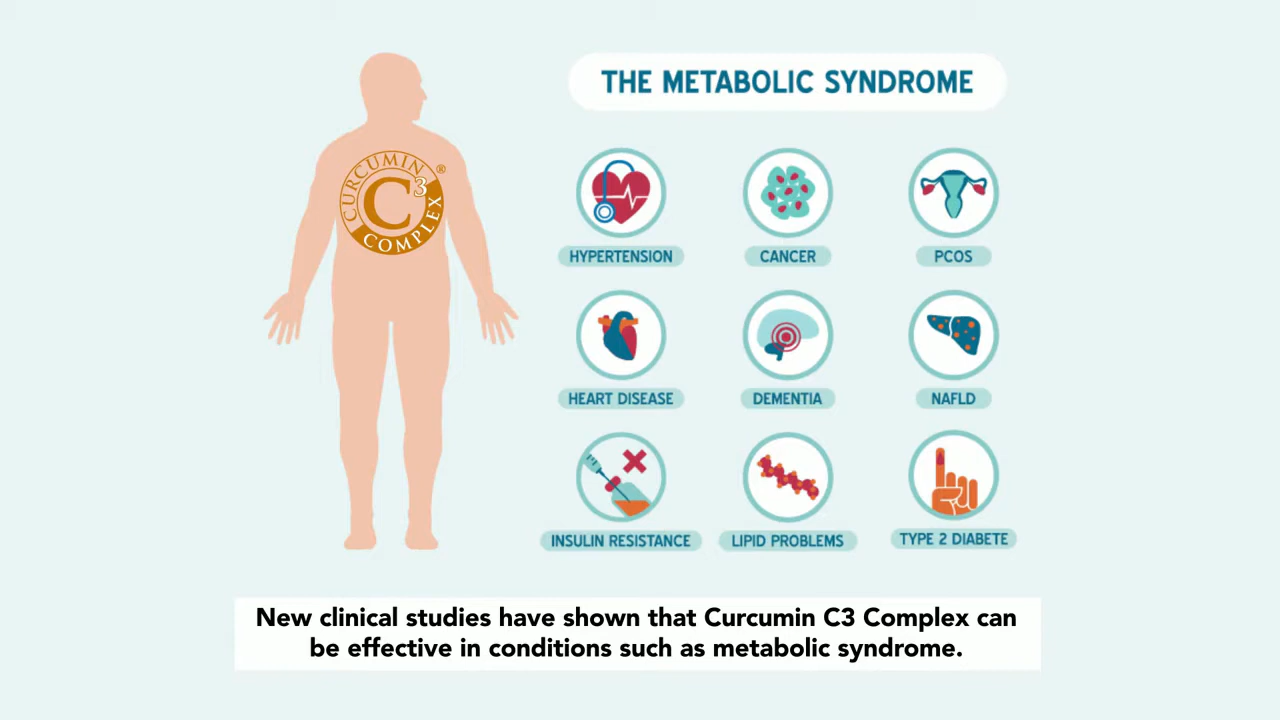 THE METABOLIC SYNDROME
CURCUMIN
C3
COMPLEX
®
HYPERTENSION
CANCER
PCOS
HEART DISEASE
DEMENTIA
NAFLD
INSULIN RESISTANCE
LIPID PROBLEMS
TYPE 2 DIABETE
New clinical studies have shown that Curcumin C3 Complex can
be effective in conditions such as metabolic syndrome.